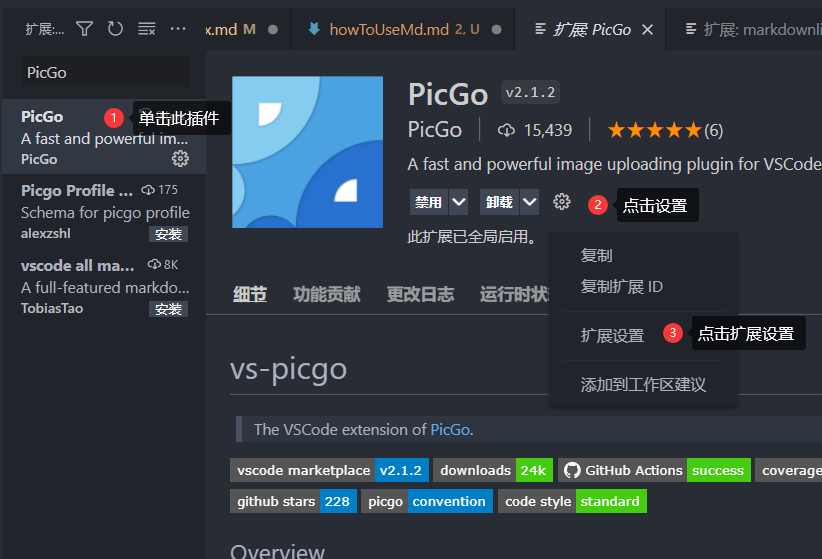 扩展:...
x.md M
howToUseMd.md 2, U
扩展 PicGo
扩展: markdownli
PicGo
PicGo
1 单击此插件
A fast and powerful im...
PicGo
Picgo Profile ... 175
Schema for picgo profile
alexzshl 安装
vscode all ma... 8K
A full-featured markdo...
TobiasTao 安装
PicGo v2.1.2
PicGo 15,439 (6)
A fast and powerful image uploading plugin for VSCode
禁用 卸载 2 点击设置
此扩展已全局启用。
复制
复制扩展 ID
扩展设置 3 点击扩展设置
添加到工作区建议
细节 功能贡献 更改日志 运行时状
vs-picgo
The VSCode extension of PicGo.
vscode marketplace v2.1.2 downloads 24k GitHub Actions success coverage
github stars 228 picgo convention code style standard
Overview